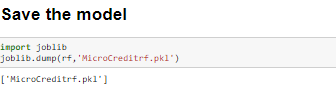 Save the model
import joblib
joblib.dump(rf,'MicroCreditrf.pkl')
['MicroCreditrf.pkl']